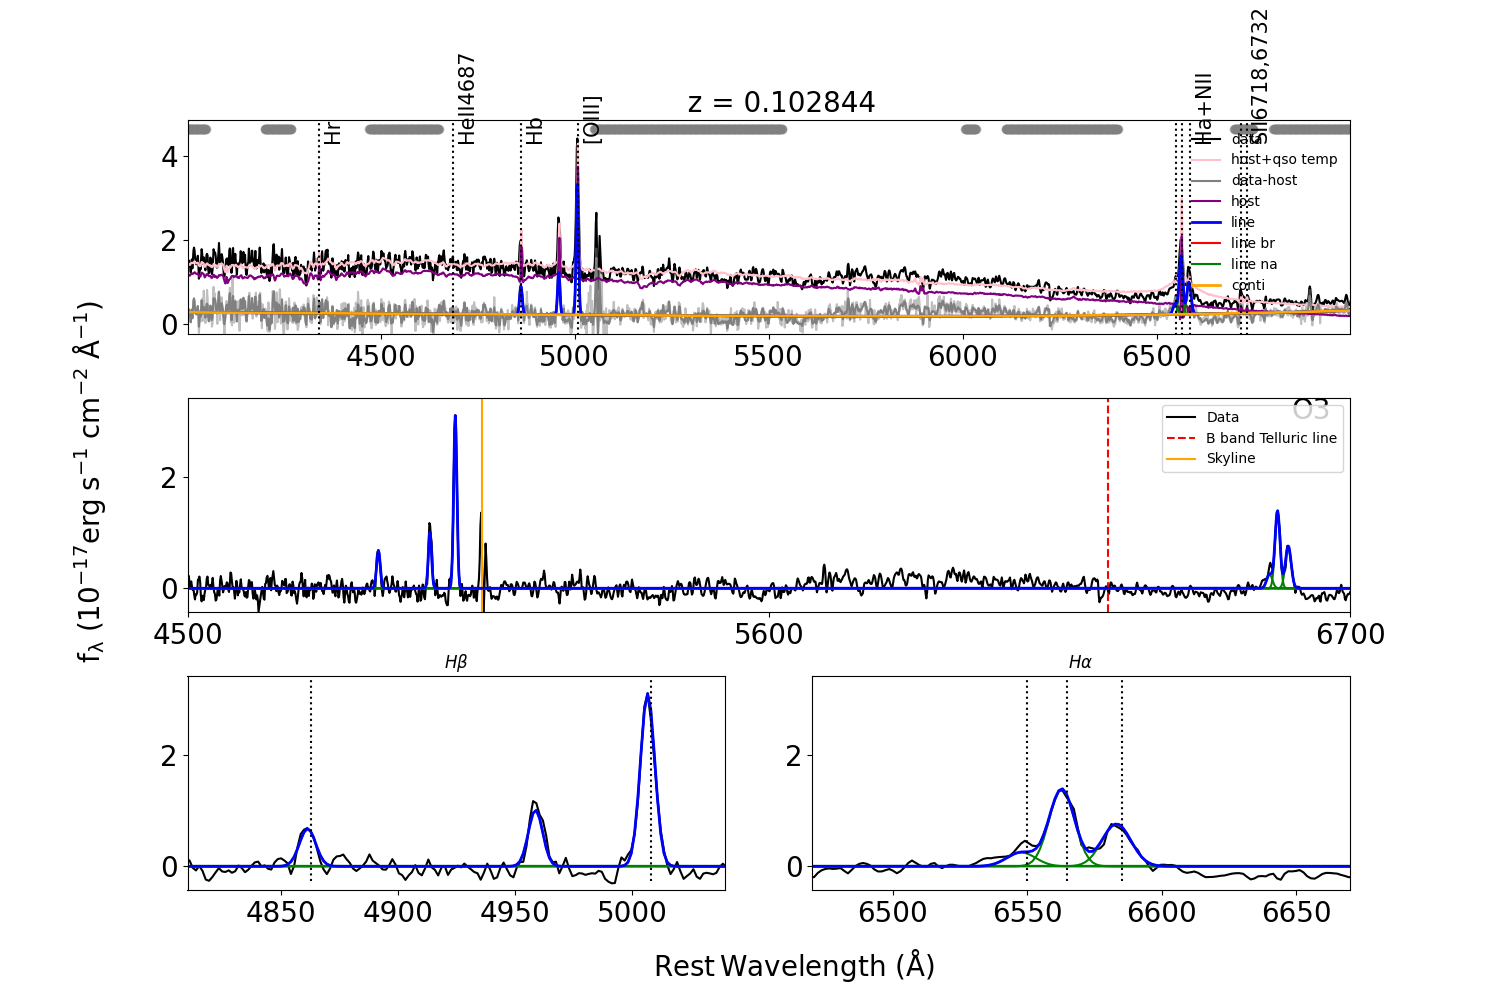 z = 0.102844
Hr
HeII4687
Hb
[OIII]
Ha+NII
SII6718,6732
data
host+qso temp
data-host
host
line
line br
line na
conti
4
2
0
4500
5000
5500
6000
6500
O3
Data
B band Telluric line
Skyline
2
0
4500
5600
6700
fλ (10⁻¹⁷erg s⁻¹ cm⁻² Å⁻¹)
Hβ
2
0
4850
4900
4950
5000
Hα
2
0
6500
6550
6600
6650
Rest Wavelength (Å)